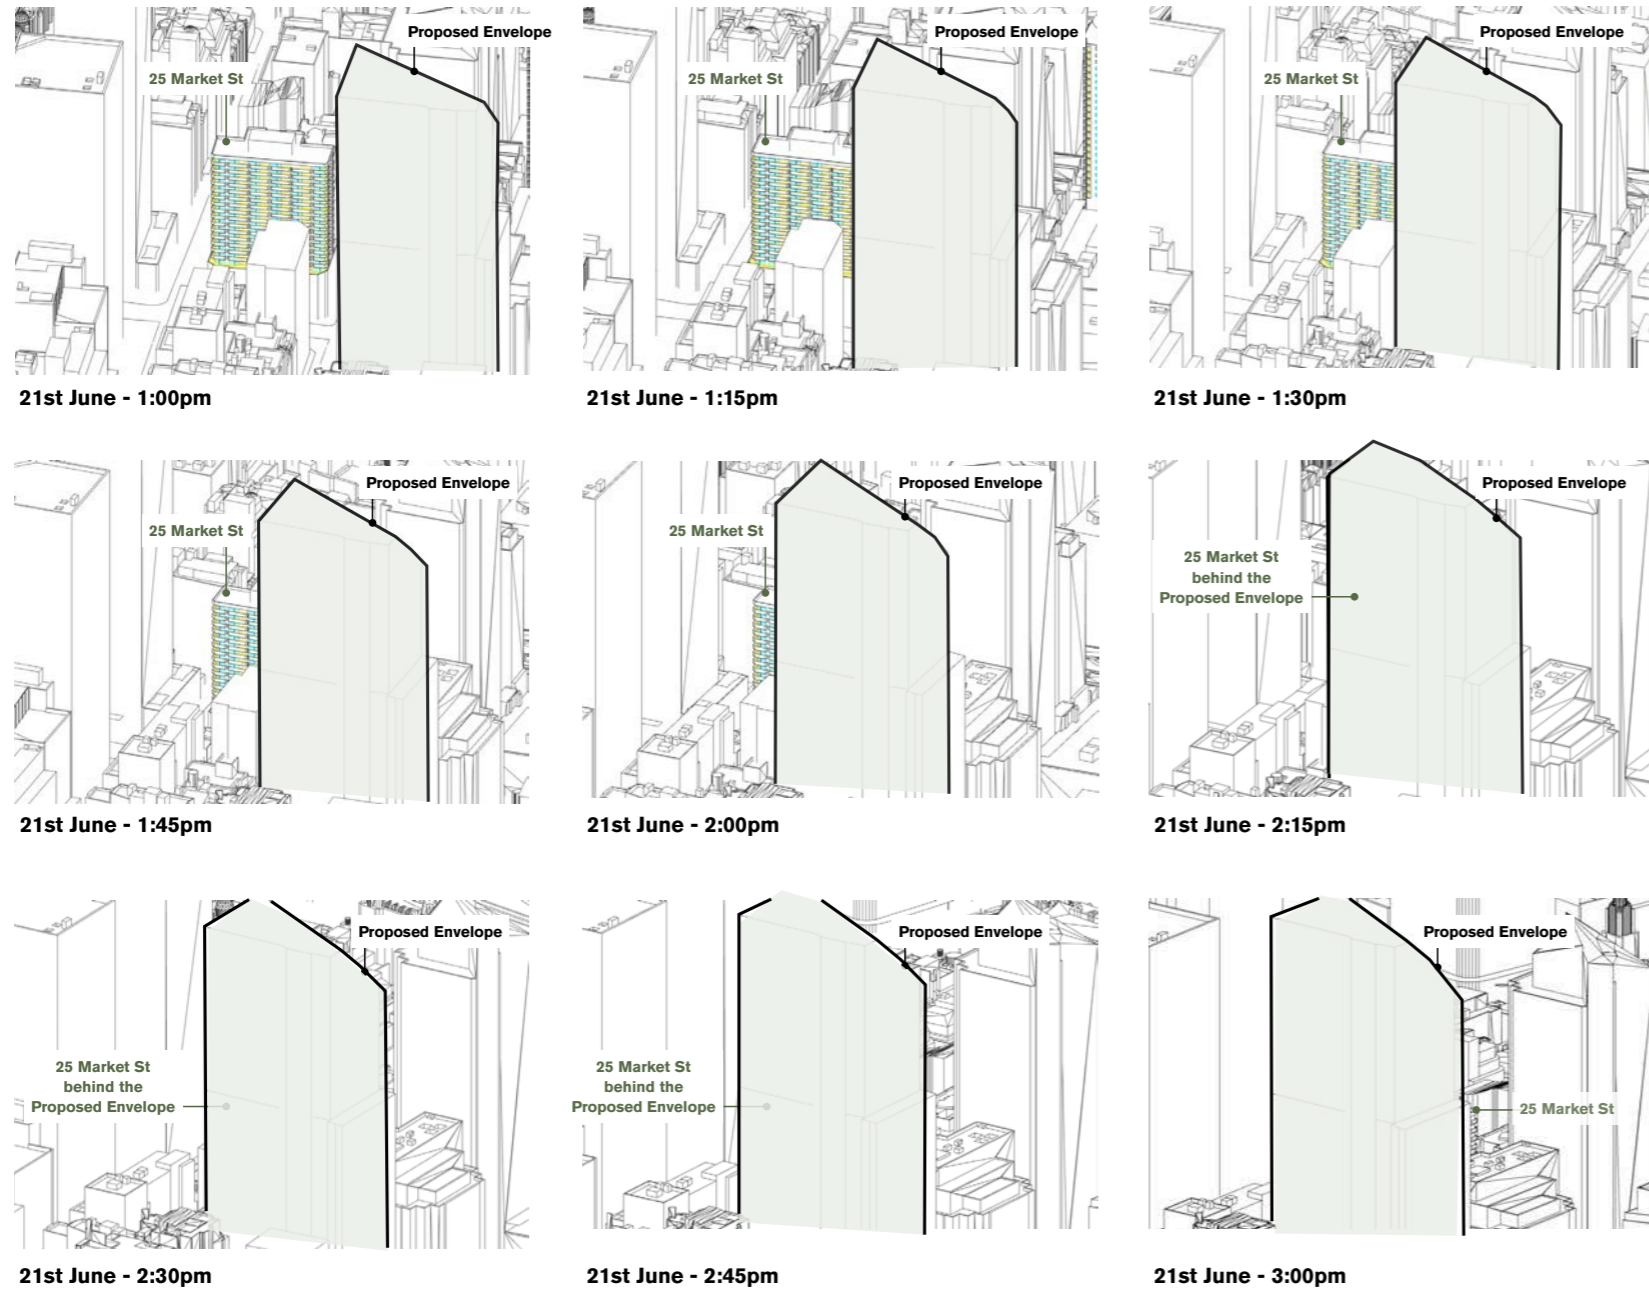 Proposed Envelope
25 Market St
21st June - 1:00pm
Proposed Envelope
25 Market St
21st June - 1:15pm
Proposed Envelope
25 Market St
21st June - 1:30pm
Proposed Envelope
25 Market St
21st June - 1:45pm
Proposed Envelope
25 Market St
21st June - 2:00pm
Proposed Envelope
25 Market St
behind the
Proposed Envelope
21st June - 2:15pm
Proposed Envelope
25 Market St
behind the
Proposed Envelope
21st June - 2:30pm
Proposed Envelope
25 Market St
behind the
Proposed Envelope
21st June - 2:45pm
Proposed Envelope
25 Market St
21st June - 3:00pm